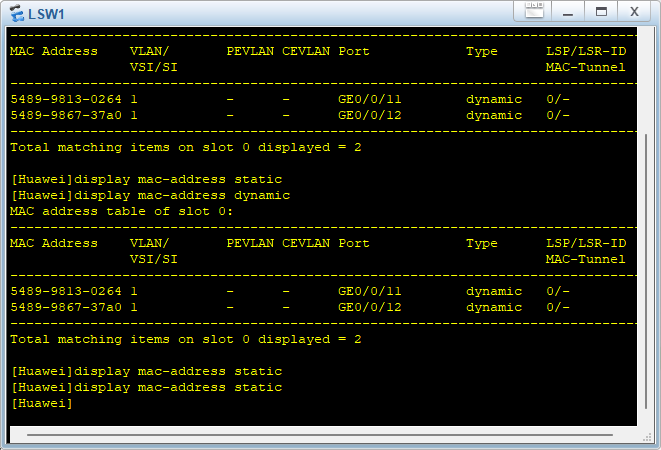 LSW1
MAC Address    VLAN/       PEVLAN CEVLAN Port            Type      LSP/LSR-ID
               VSI/SI                                              MAC-Tunnel
-------------------------------------------------------------------------------
5489-9813-0264 1           -      -      GE0/0/11        dynamic   0/-
5489-9867-37a0 1           -      -      GE0/0/12        dynamic   0/-
-------------------------------------------------------------------------------
Total matching items on slot 0 displayed = 2
[Huawei]display mac-address static
[Huawei]display mac-address dynamic
MAC address table of slot 0:
-------------------------------------------------------------------------------
MAC Address    VLAN/       PEVLAN CEVLAN Port            Type      LSP/LSR-ID
               VSI/SI                                              MAC-Tunnel
-------------------------------------------------------------------------------
5489-9813-0264 1           -      -      GE0/0/11        dynamic   0/-
5489-9867-37a0 1           -      -      GE0/0/12        dynamic   0/-
-------------------------------------------------------------------------------
Total matching items on slot 0 displayed = 2
[Huawei]display mac-address static
[Huawei]display mac-address static
[Huawei]